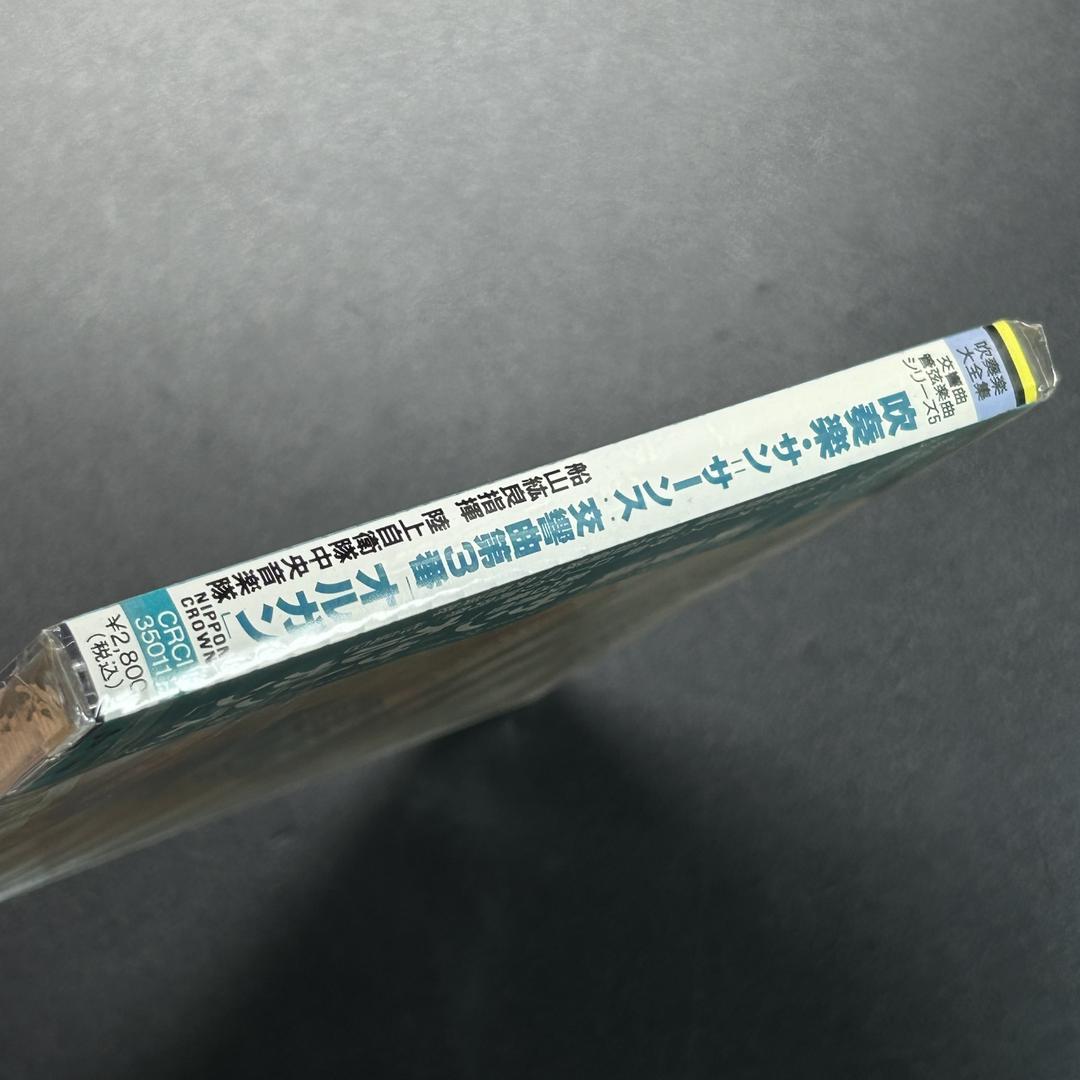 吹奏楽
大全集
交響曲
管弦楽曲
シリーズ5
吹奏楽・サン=サーンス:交響曲第3番「オルガン」
船山紘良指揮 陸上自衛隊中央音楽隊
NIPPON
CROWN
CRCI
35011
¥2,800
(税込)